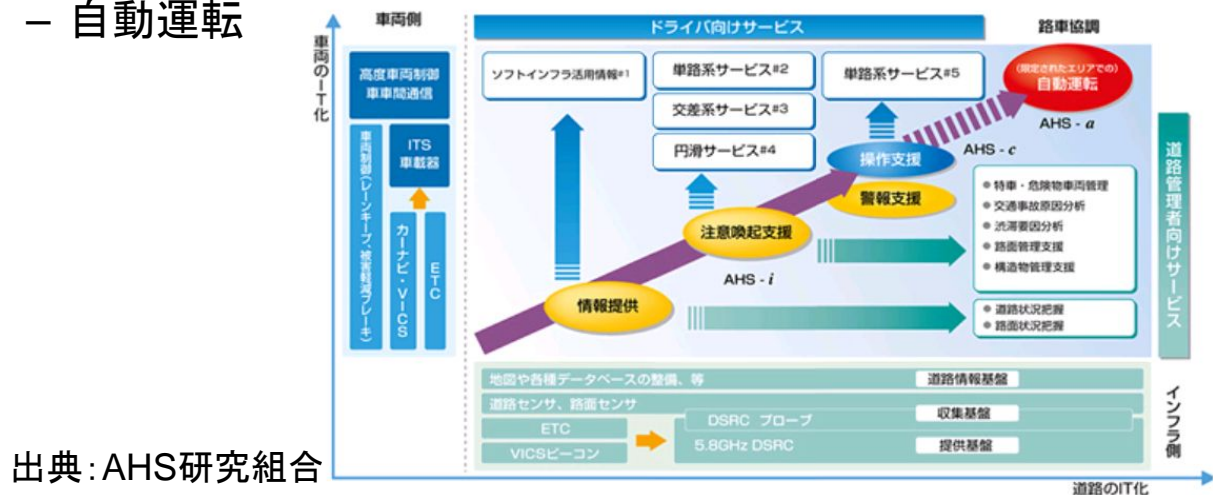 – 自動運転
車両側
ドライバ向けサービス
路車協調
車両のIT化
高度車両制御
車車間通信
車両制御(レーンキープ、被害軽減ブレーキ)
ITS
車載器
カーナビ・VICS
ETC
ソフトインフラ活用情報#1
単路系サービス#2
交差系サービス#3
円滑サービス#4
単路系サービス#5
(限定されたエリアでの)
自動運転
AHS - a
AHS - c
操作支援
警報支援
注意喚起支援
AHS - i
情報提供
● 特車・危険物車両管理
● 交通事故原因分析
● 渋滞要因分析
● 路面管理支援
● 構造物管理支援
● 道路状況把握
● 路面状況把握
道路管理者向けサービス
地図や各種データベースの整備、等
道路情報基盤
道路センサ、路面センサ
ETC
VICSビーコン
DSRC プローブ
収集基盤
5.8GHz DSRC
提供基盤
インフラ側
出典：AHS研究組合
道路のIT化